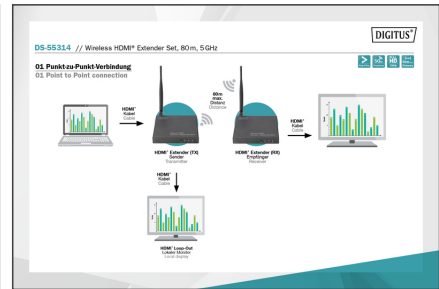 DIGITUS®
DS-55314 // Wireless HDMI® Extender Set, 80m, 5GHz
01 Punkt-zu-Punkt-Verbindung
01 Point to Point connection
HDMI®
Kabel
Cable
80m
max.
Distanz
Distance
HDMI®
Kabel
Cable
HDMI® Extender (TX)
Sender
Transmitter
HDMI® Extender (RX)
Empfänger
Receiver
HDMI®
Kabel
Cable
HDMI® Loop-Out
Lokaler Monitor
Local display